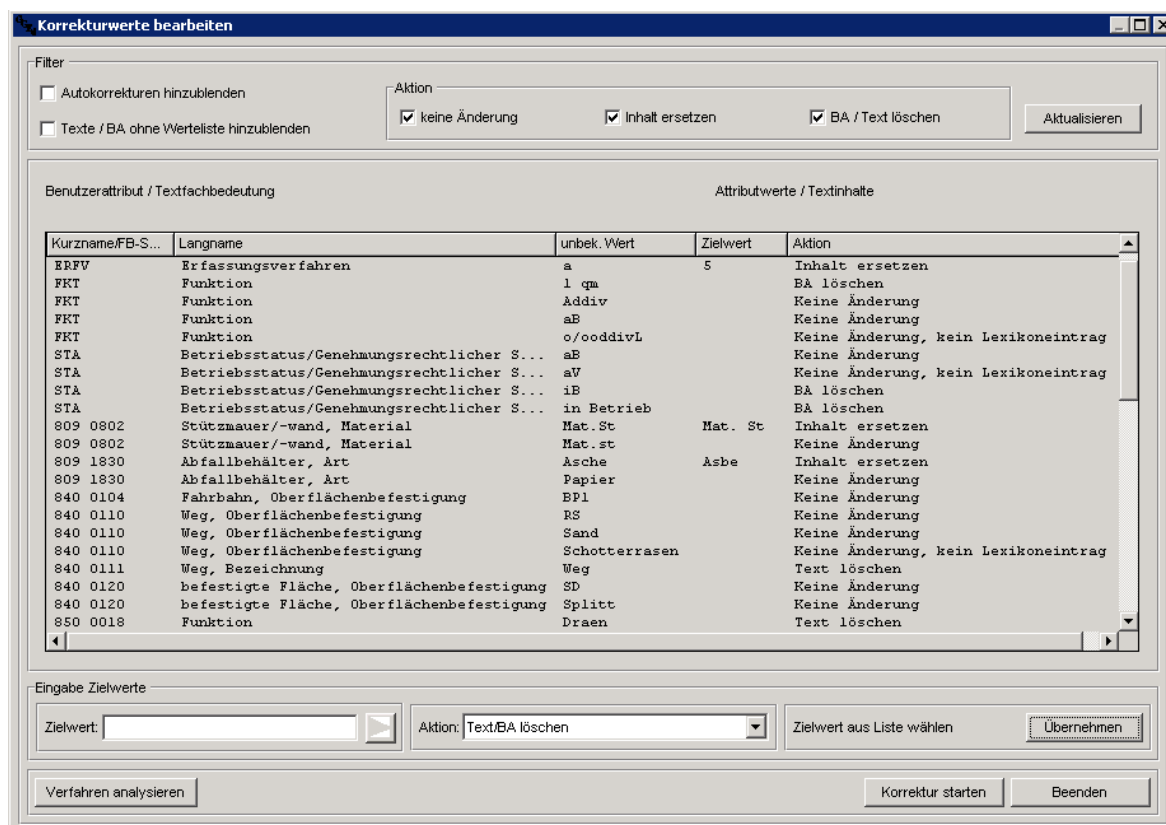 Korrekturwerte bearbeiten
Filter
Autokorrekturen hinzublenden
Texte / BA ohne Werteliste hinzublenden
Aktion
keine Änderung Inhalt ersetzen BA / Text löschen
Aktualisieren
Benutzerattribut / Textfachbedeutung Attributwerte / Textinhalte
Kurzname/FB-S... Langname unbek. Wert Zielwert Aktion
ERFV Erfassungsverfahren a 5 Inhalt ersetzen
FKT Funktion 1 qm BA löschen
FKT Funktion Addiv Keine Änderung
FKT Funktion aB Keine Änderung
FKT Funktion o/ooddivL Keine Änderung, kein Lexikoneintrag
STA Betriebsstatus/Genehmungsrechtlicher S... aB Keine Änderung
STA Betriebsstatus/Genehmungsrechtlicher S... aV Keine Änderung, kein Lexikoneintrag
STA Betriebsstatus/Genehmungsrechtlicher S... iB BA löschen
STA Betriebsstatus/Genehmungsrechtlicher S... in Betrieb BA löschen
809 0802 Stützmauer/-wand, Material Mat.St Mat. St Inhalt ersetzen
809 0802 Stützmauer/-wand, Material Mat.st Keine Änderung
809 1830 Abfallbehälter, Art Asche Asbe Inhalt ersetzen
809 1830 Abfallbehälter, Art Papier Keine Änderung
840 0104 Fahrbahn, Oberflächenbefestigung BPl Keine Änderung
840 0110 Weg, Oberflächenbefestigung RS Keine Änderung
840 0110 Weg, Oberflächenbefestigung Sand Keine Änderung
840 0110 Weg, Oberflächenbefestigung Schotterrasen Keine Änderung, kein Lexikoneintrag
840 0111 Weg, Bezeichnung Weg Text löschen
840 0120 befestigte Fläche, Oberflächenbefestigung SD Keine Änderung
840 0120 befestigte Fläche, Oberflächenbefestigung Splitt Keine Änderung
850 0018 Funktion Draen Text löschen
Eingabe Zielwerte
Zielwert: Aktion: Text/BA löschen Zielwert aus Liste wählen Übernehmen
Verfahren analysieren Korrektur starten Beenden